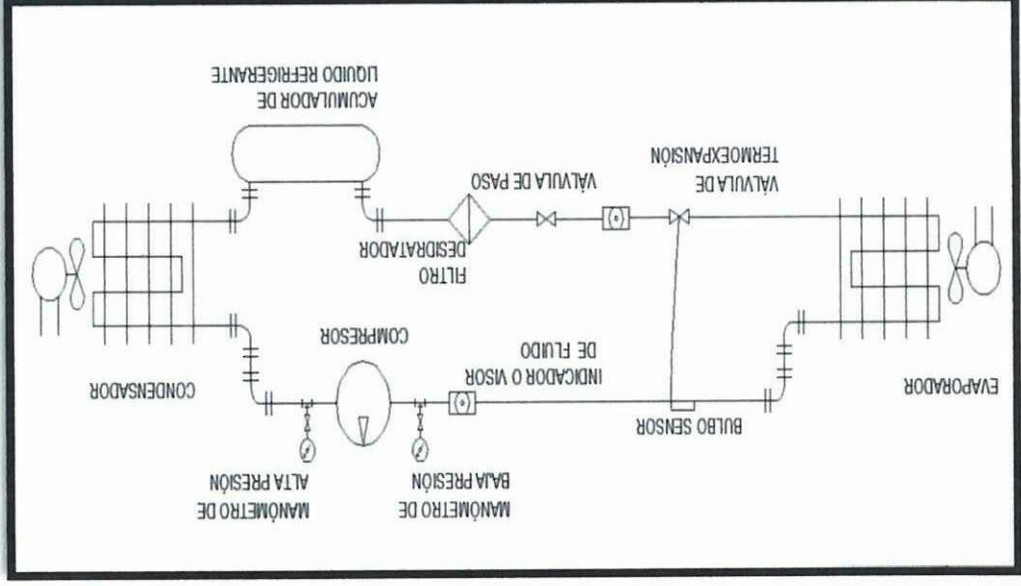 MANÓMETRO DE
BAJA PRESIÓN
MANÓMETRO DE
ALTA PRESIÓN
BULBO SENSOR
EVAPORADOR
INDICADOR O VISOR
DE FLUIDO
COMPRESOR
CONDENSADOR
FILTRO
DESIDRATADOR
VÁLVULA DE
TERMOEXPANSIÓN
VÁLVULA DE PASO
ACUMULADOR DE
LIQUIDO REFRIGERANTE